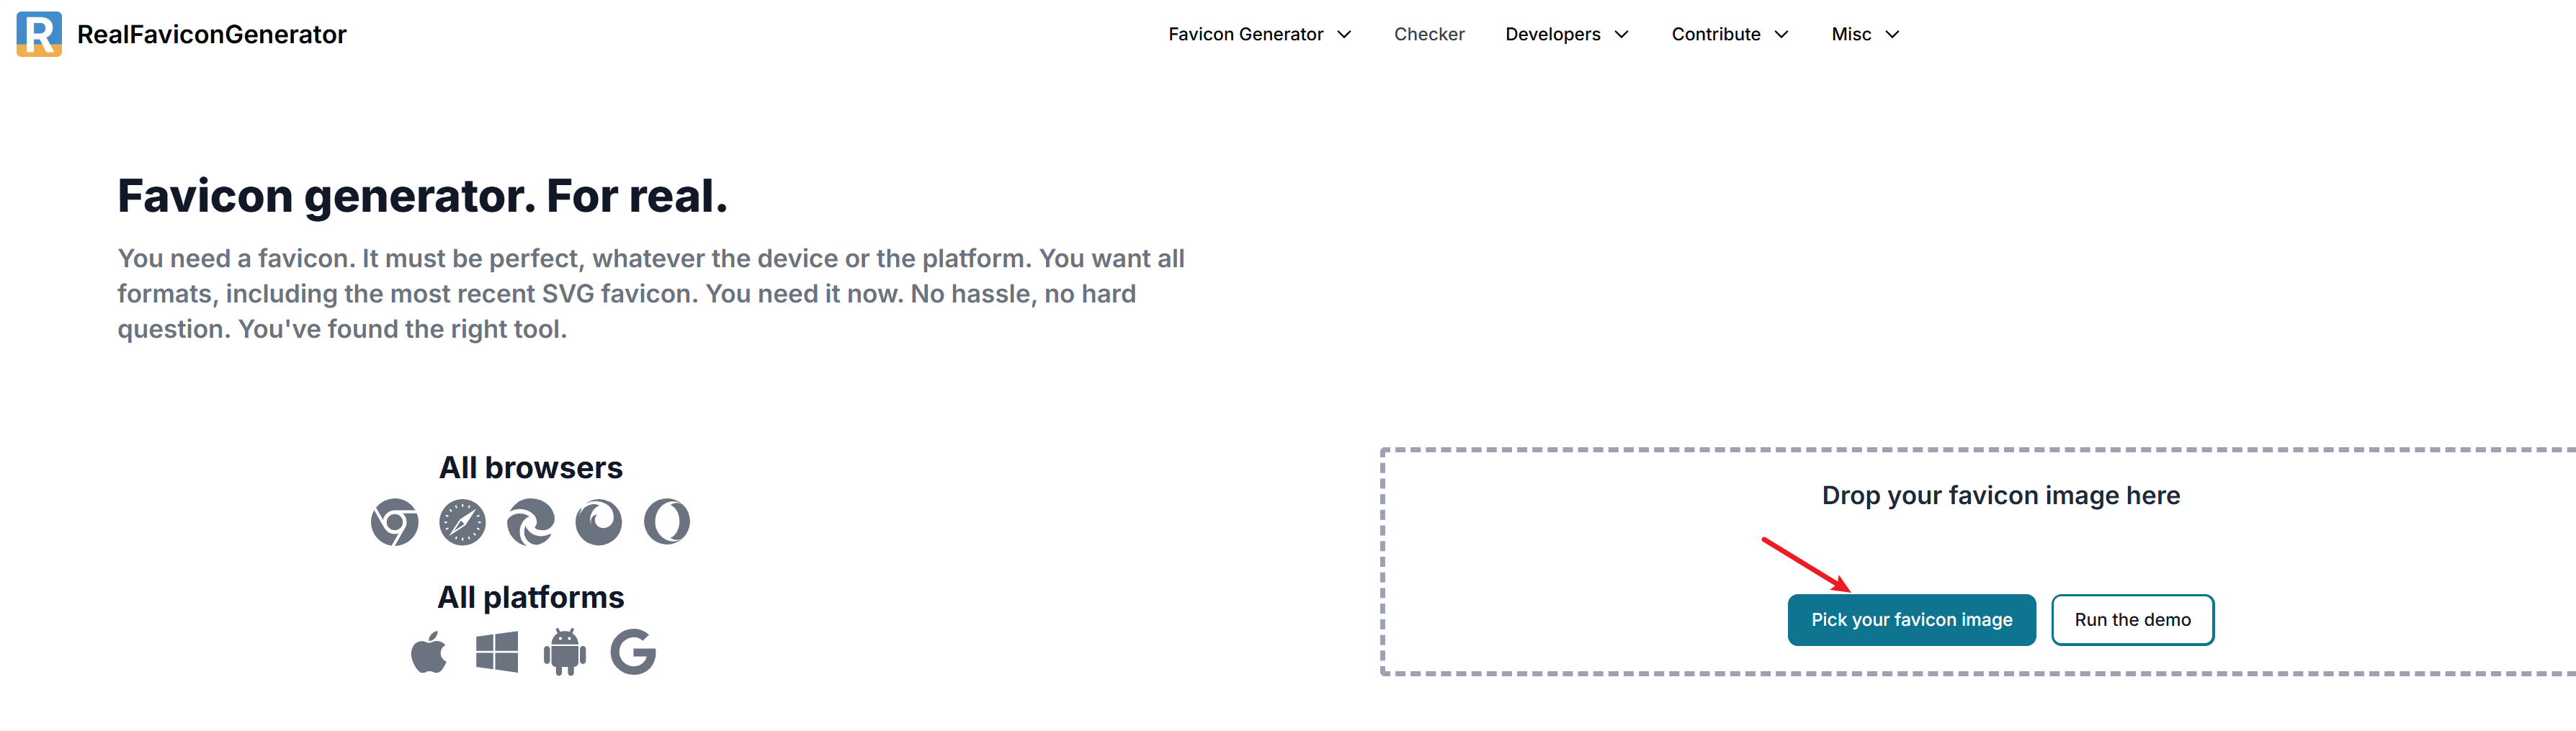 R RealFaviconGenerator
Favicon Generator Checker Developers Contribute Misc
Favicon generator. For real.
You need a favicon. It must be perfect, whatever the device or the platform. You want all
formats, including the most recent SVG favicon. You need it now. No hassle, no hard
question. You've found the right tool.
All browsers
All platforms
Drop your favicon image here
Pick your favicon image
Run the demo